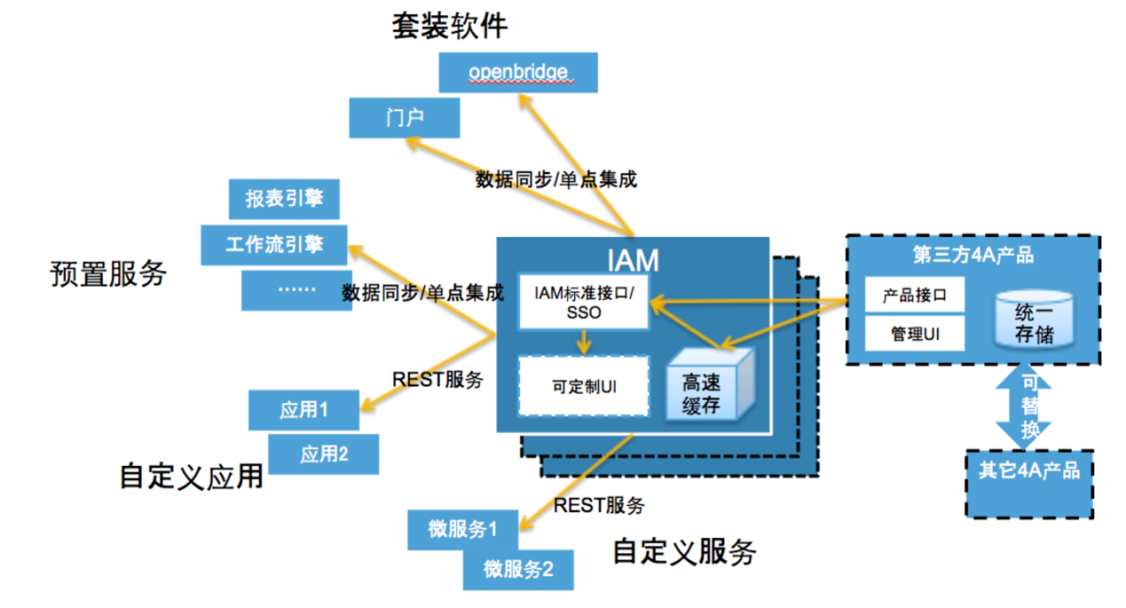 套装软件
openbridge
门户
数据同步/单点集成
报表引擎
工作流引擎
......
预置服务
数据同步/单点集成
IAM
IAM标准接口/
SSO
可定制UI
高速
缓存
第三方4A产品
产品接口
管理UI
统一
存储
可
替
换
其它4A产品
REST服务
应用1
应用2
自定义应用
REST服务
微服务1
微服务2
自定义服务